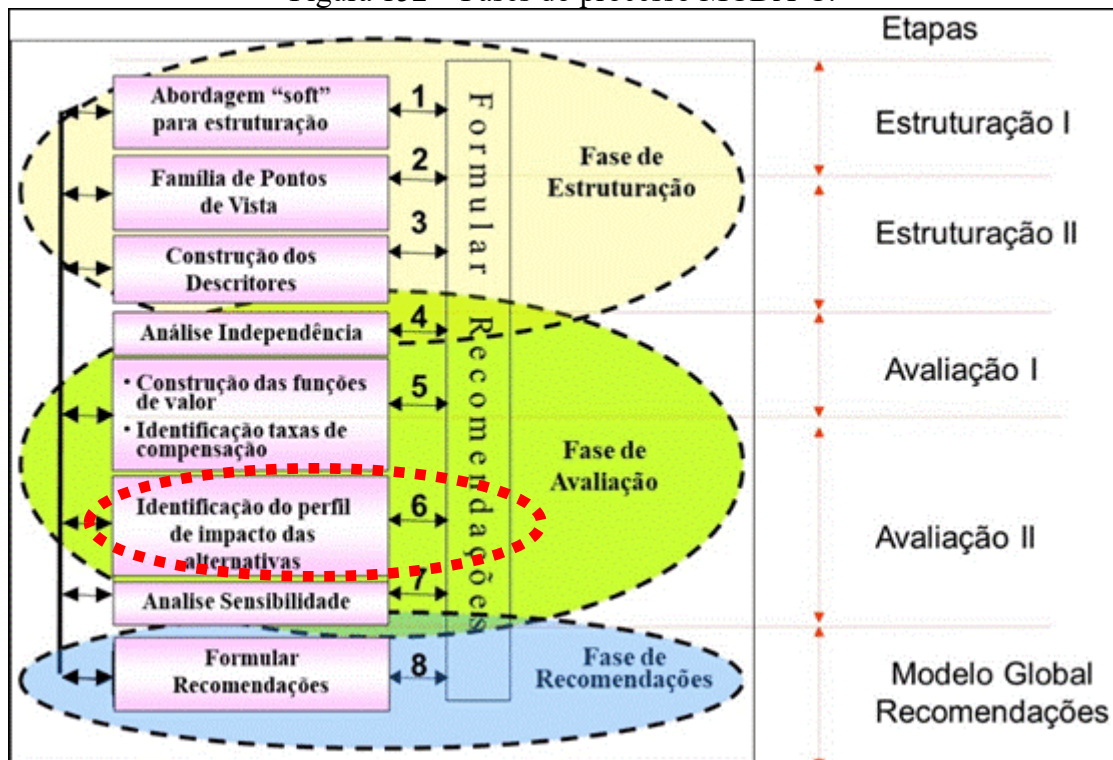 Etapas
Abordagem “soft”
para estruturação
1
Família de Pontos
de Vista
2
Construção dos
Descritores
3
Análise Independência
4
• Construção das funções
de valor
• Identificação taxas de
compensação
5
Identificação do perfil
de impacto das
alternativas
6
Analise Sensibilidade
7
Formular
Recomendações
8
Formular Recomendações
Fase de
Estruturação
Fase de
Avaliação
Fase de
Recomendações
Estruturação I
Estruturação II
Avaliação I
Avaliação II
Modelo Global
Recomendações